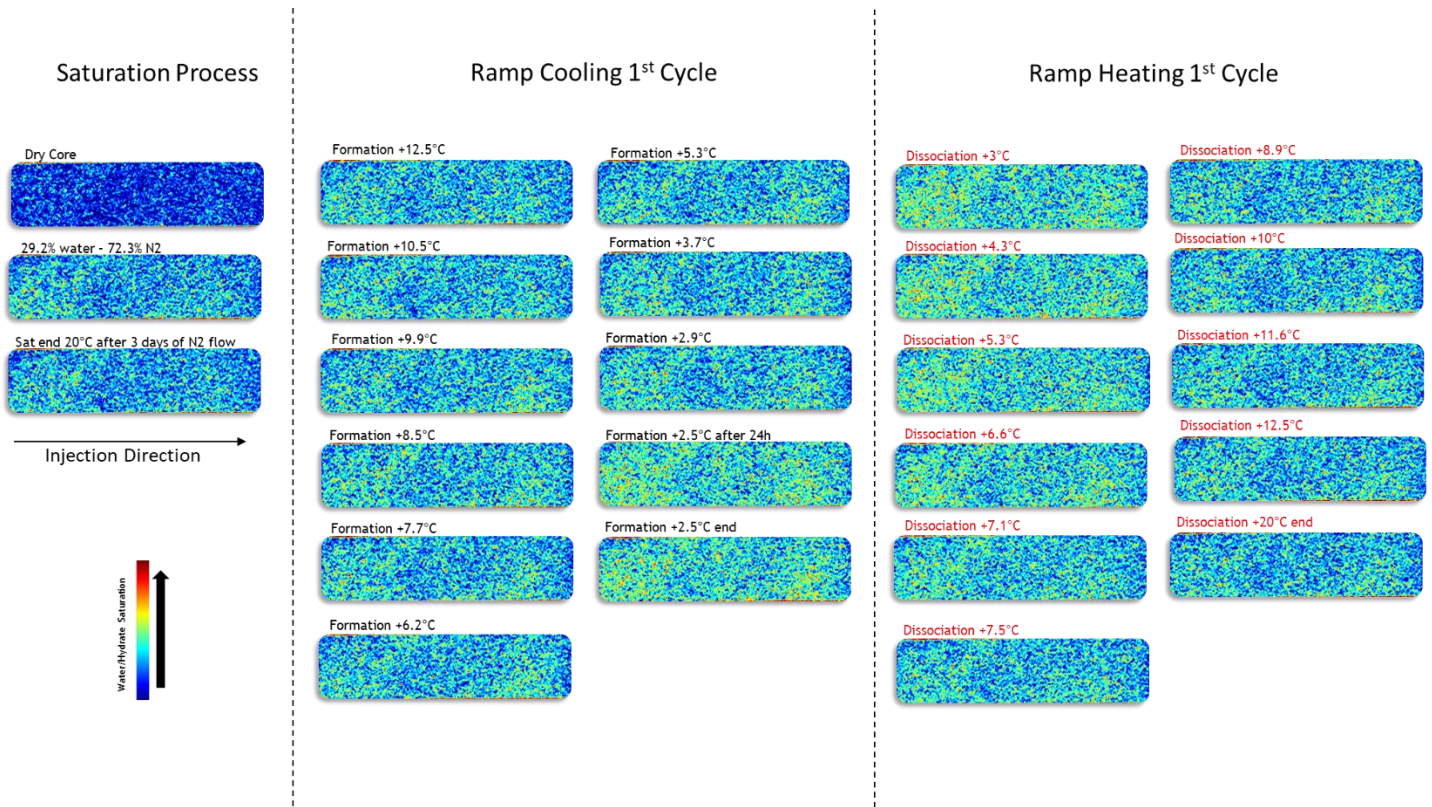 Saturation Process
Dry Core
29.2% water - 72.3% N2
Sat end 20°C after 3 days of N2 flow
Injection Direction
Water/Hydrate Saturation
Ramp Cooling 1st Cycle
Formation +12.5°C
Formation +10.5°C
Formation +9.9°C
Formation +8.5°C
Formation +7.7°C
Formation +6.2°C
Formation +5.3°C
Formation +3.7°C
Formation +2.9°C
Formation +2.5°C after 24h
Formation +2.5°C end
Ramp Heating 1st Cycle
Dissociation +3°C
Dissociation +4.3°C
Dissociation +5.3°C
Dissociation +6.6°C
Dissociation +7.1°C
Dissociation +7.5°C
Dissociation +8.9°C
Dissociation +10°C
Dissociation +11.6°C
Dissociation +12.5°C
Dissociation +20°C end